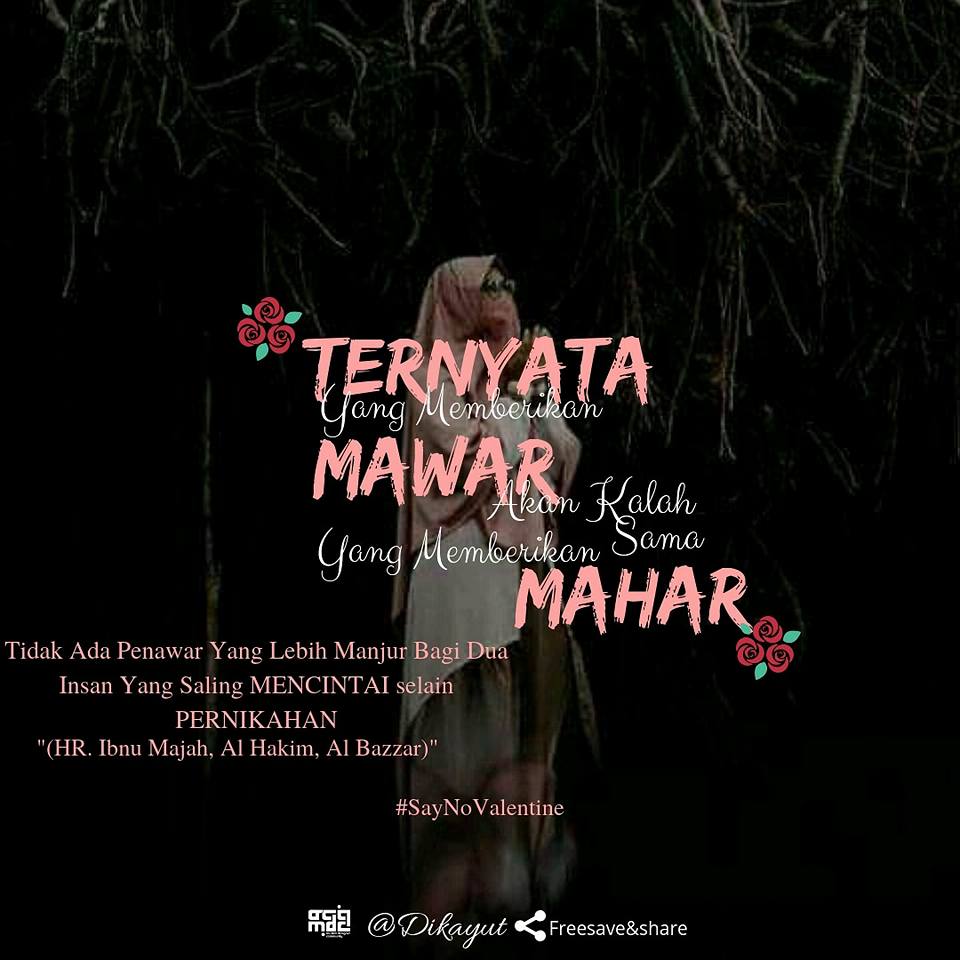 TERNYATA
Yang Memberikan
MAWAR
Akan Kalah
Sama
Yang Memberikan
MAHAR
Tidak Ada Penawar Yang Lebih Manjur Bagi Dua
Insan Yang Saling MENCINTAI selain
PERNIKAHAN
"(HR. Ibnu Majah, Al Hakim, Al Bazzar)"
#SayNoValentine
@Dikayut
Freesave&share